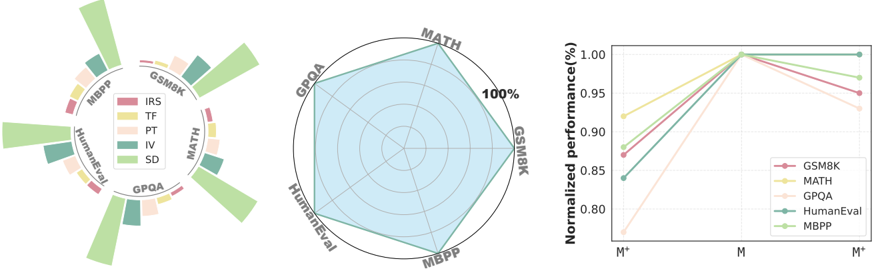 MBPP
GSM8K
IRS
TF
PT
IV
SD
HumanEval
MATH
GPQA
MATH
GPQA
100%
GSM8K
HumanEval
MBPP
Normalized performance(%)
1.00
0.95
0.90
0.85
0.80
GSM8K
MATH
GPQA
HumanEval
MBPP
M⁺ M M⁺